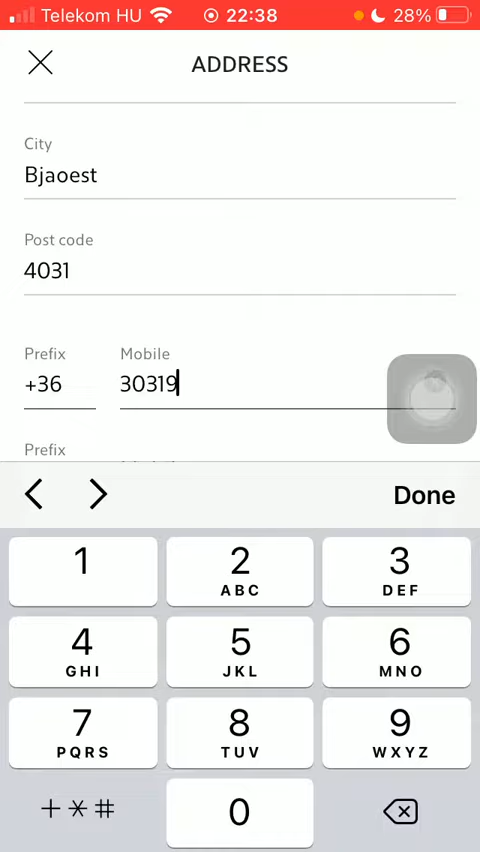 Telekom HU 22:38 28%
ADDRESS
City
Bjaoest
Post code
4031
Prefix Mobile
+36 30319
Prefix
Done
1 2 3
ABC DEF
4 5 6
GHI JKL MNO
7 8 9
PQRS TUV WXYZ
+*# 0